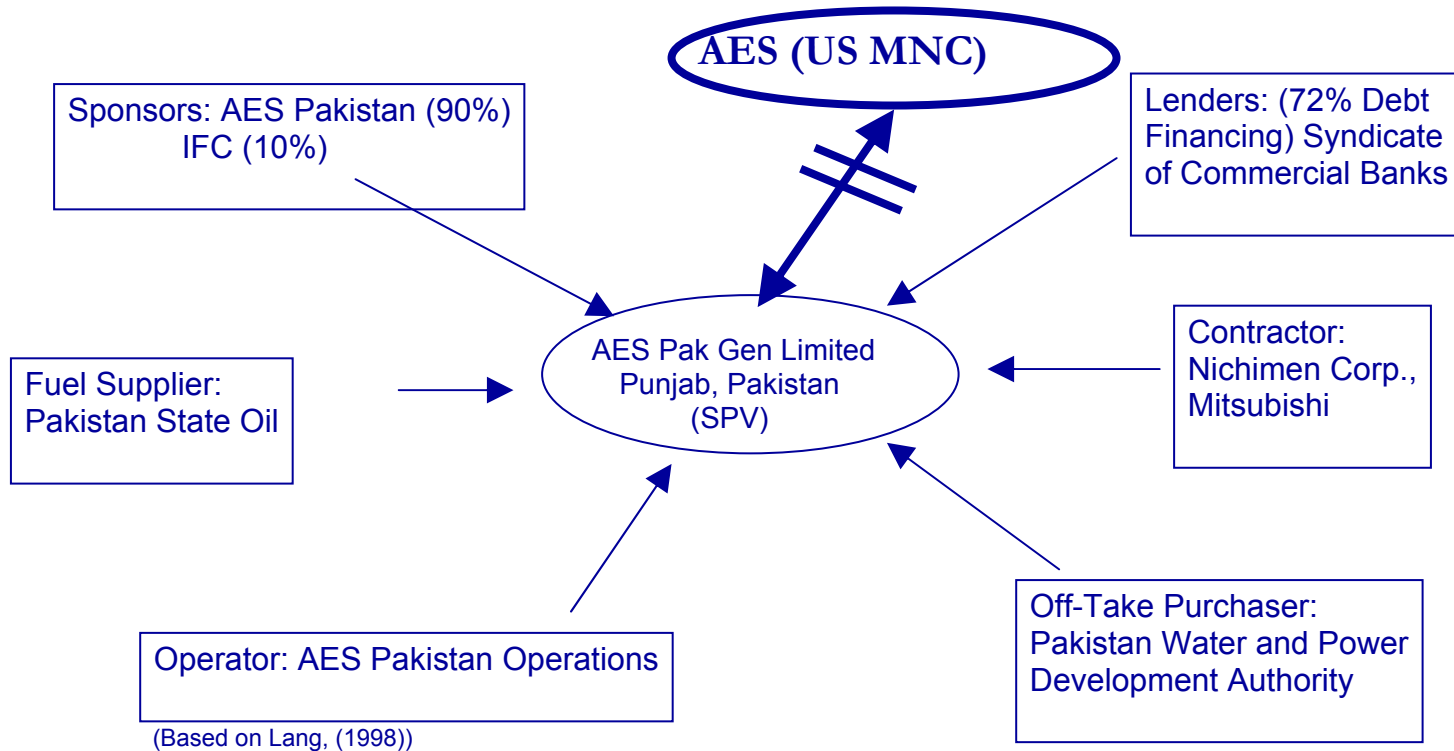 AES (US MNC)
Sponsors: AES Pakistan (90%)
IFC (10%)
Lenders: (72% Debt
Financing) Syndicate
of Commercial Banks
AES Pak Gen Limited
Punjab, Pakistan
(SPV)
Contractor:
Nichimen Corp.,
Mitsubishi
Fuel Supplier:
Pakistan State Oil
Off-Take Purchaser:
Pakistan Water and Power
Development Authority
Operator: AES Pakistan Operations
(Based on Lang, (1998))